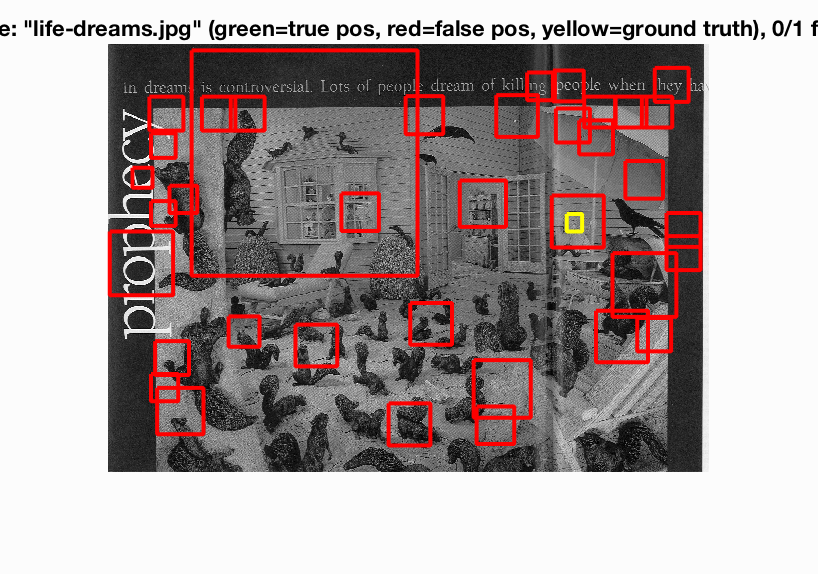 e: "life-dreams.jpg" (green=true pos, red=false pos, yellow=ground truth), 0/1 f
in dreams is controversial. Lots of people dream of killing people when they hav
prophecy